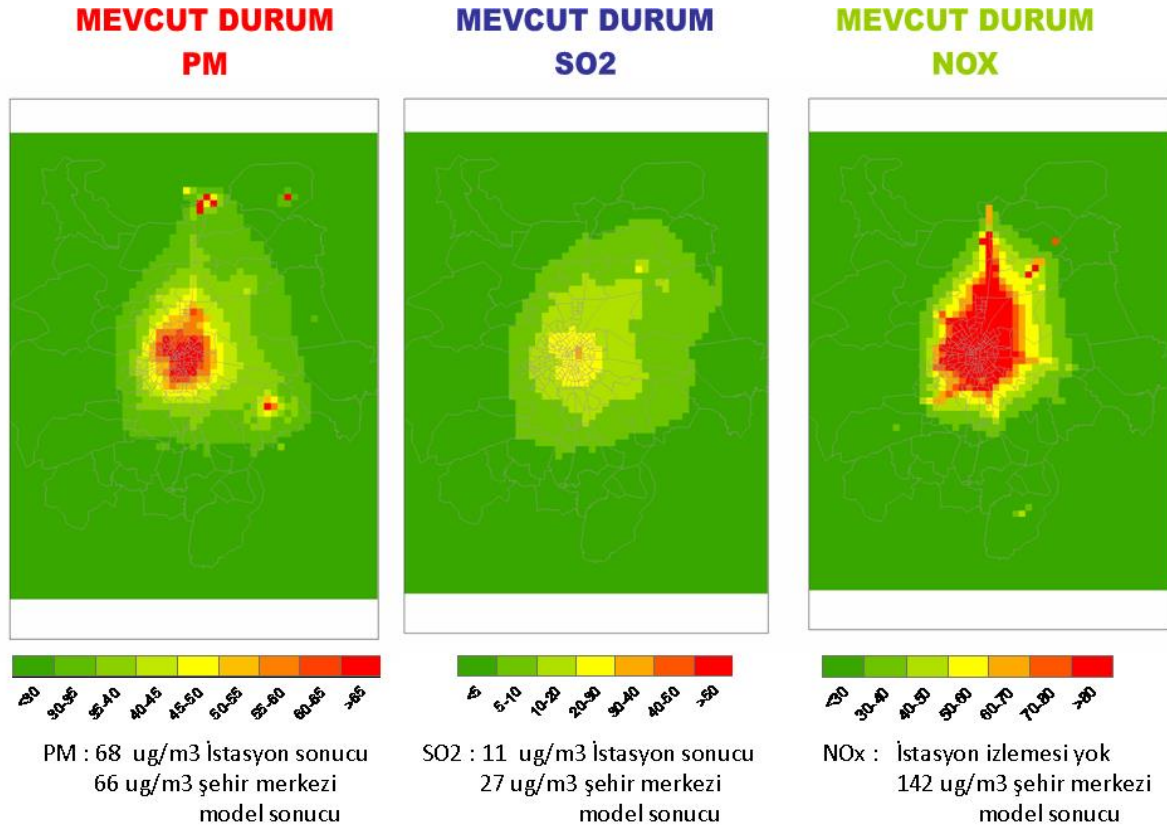 MEVCUT DURUM
PM
MEVCUT DURUM
SO2
MEVCUT DURUM
NOX
<30
30-35
35-40
40-45
45-50
50-55
55-60
60-65
>65
<5
5-10
10-20
20-30
30-40
40-50
>50
<30
30-40
40-50
50-60
60-70
70-80
>80
PM : 68 ug/m3 İstasyon sonucu
66 ug/m3 şehir merkezi
model sonucu
SO2 : 11 ug/m3 İstasyon sonucu
27 ug/m3 şehir merkezi
model sonucu
NOx : İstasyon izlemesi yok
142 ug/m3 şehir merkezi
model sonucu